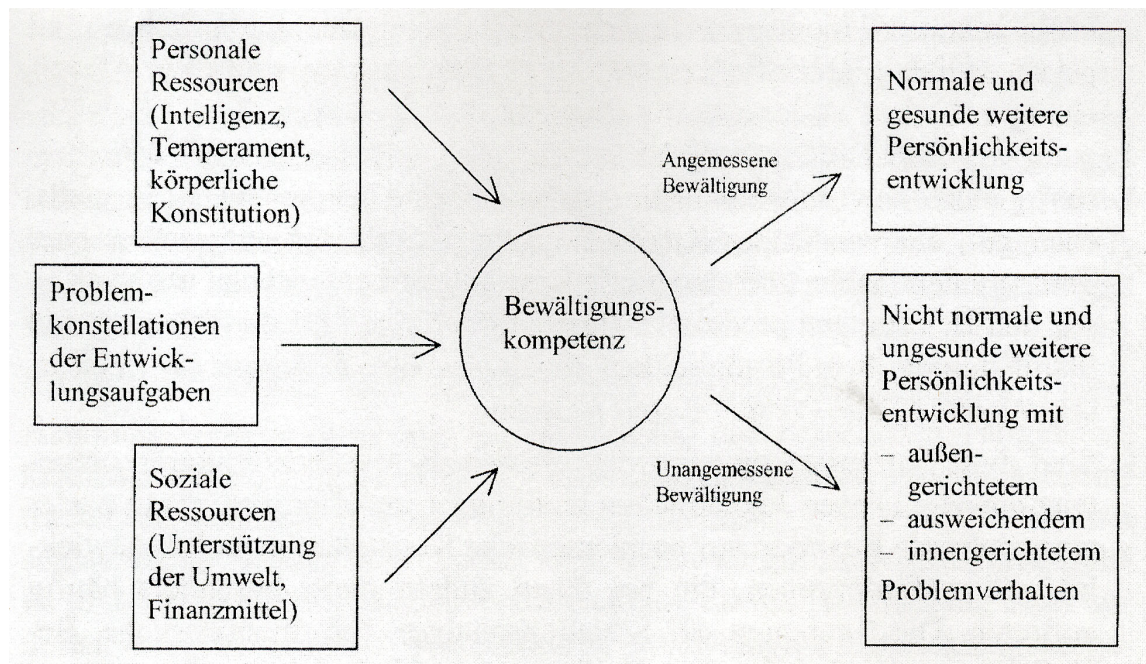 Personale
Ressourcen
(Intelligenz,
Temperament,
körperliche
Konstitution)
Problem-
konstellationen
der Entwick-
lungsaufgaben
Soziale
Ressourcen
(Unterstützung
der Umwelt,
Finanzmittel)
Bewältigungs-
kompetenz
Angemessene
Bewältigung
Unangemessene
Bewältigung
Normale und
gesunde weitere
Persönlichkeits-
entwicklung
Nicht normale und
ungesunde weitere
Persönlichkeits-
entwicklung mit
– außen-
gerichtetem
– ausweichendem
– innengerichtetem
Problemverhalten